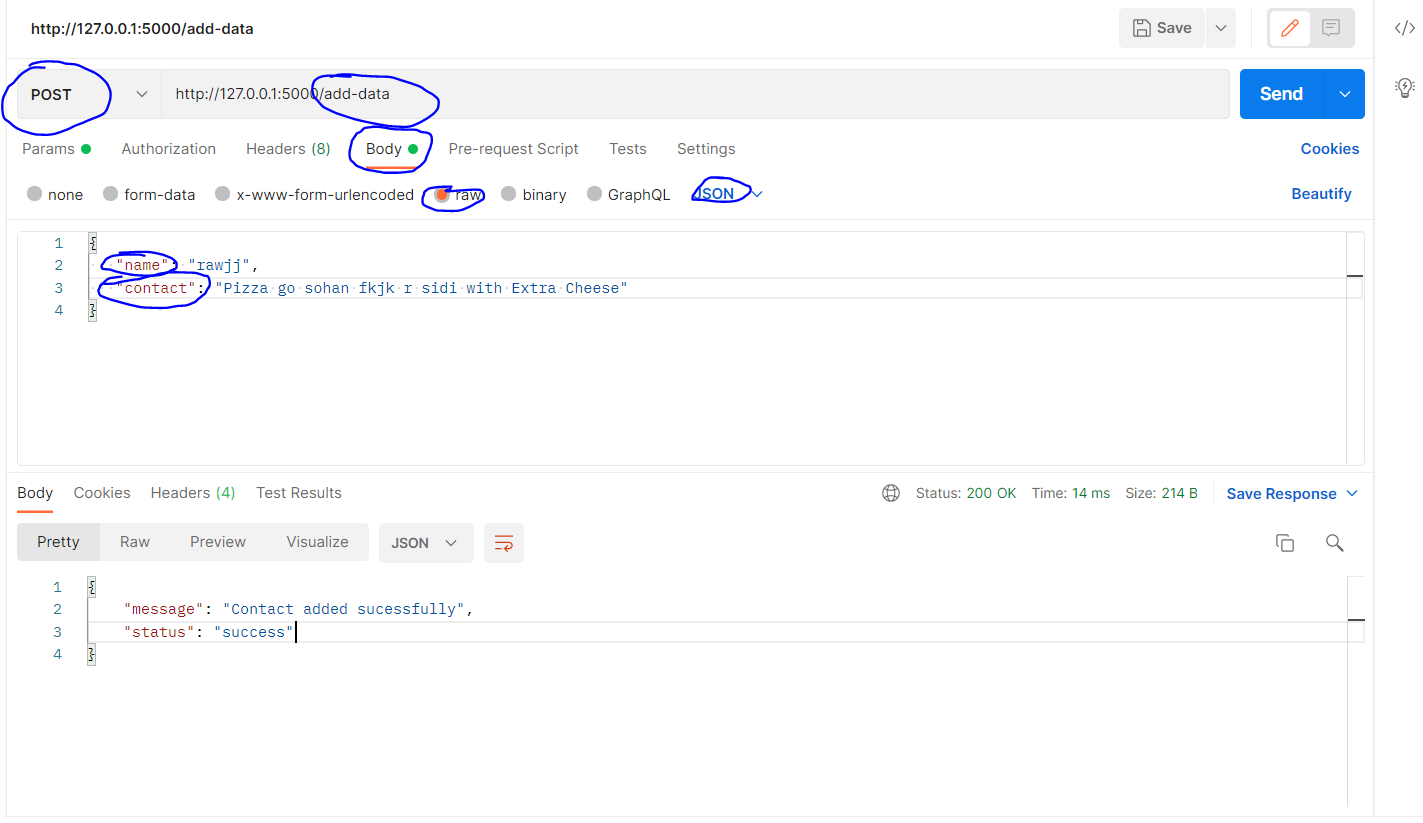 http://127.0.0.1:5000/add-data
Save
POST
http://127.0.0.1:5000/add-data
Send
Params
Authorization
Headers (8)
Body
Pre-request Script
Tests
Settings
Cookies
none
form-data
x-www-form-urlencoded
raw
binary
GraphQL
JSON
Beautify
1 {
2 "name": "rawjj",
3 "contact": "Pizza go sohan fkjk r sidi with Extra Cheese"
4 }
Body
Cookies
Headers (4)
Test Results
Status: 200 OK
Time: 14 ms
Size: 214 B
Save Response
Pretty
Raw
Preview
Visualize
JSON
1 {
2 "message": "Contact added sucessfully",
3 "status": "success"
4 }